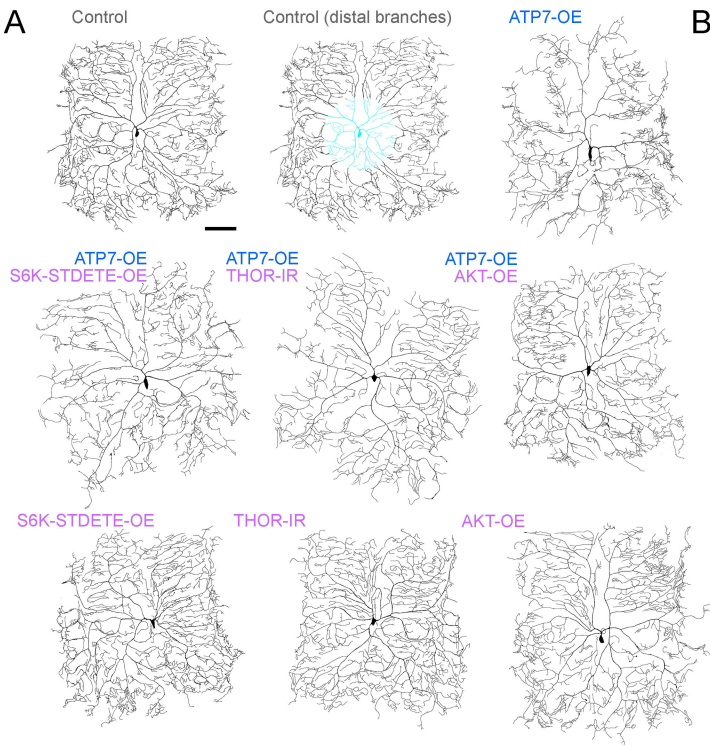 A
Control
Control (distal branches)
ATP7-OE
B
ATP7-OE
S6K-STDETE-OE
ATP7-OE
THOR-IR
ATP7-OE
AKT-OE
S6K-STDETE-OE
THOR-IR
AKT-OE